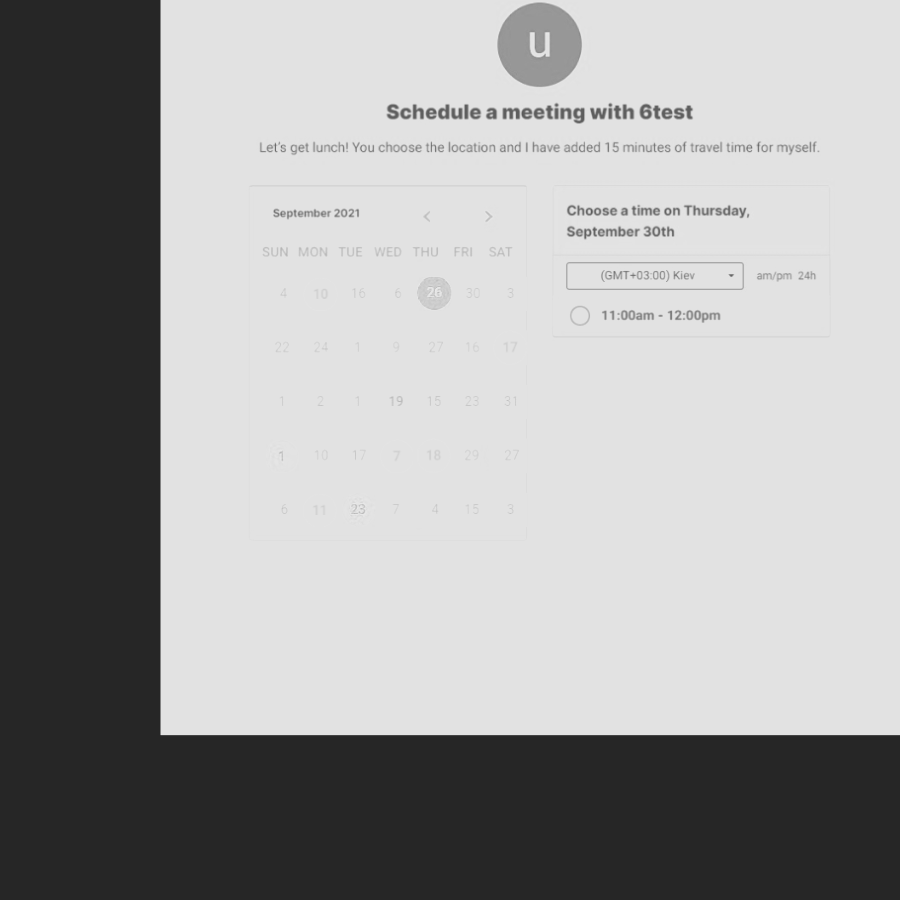 u
Schedule a meeting with 6test
Let's get lunch! You choose the location and I have added 15 minutes of travel time for myself.
September 2021
SUN MON TUE WED THU FRI SAT
4 10 16 6 26 30 3
22 24 1 9 27 16 17
1 2 1 19 15 23 31
1 10 17 7 18 29 27
6 11 23 7 4 15 3
Choose a time on Thursday,
September 30th
(GMT+03:00) Kiev am/pm 24h
11:00am - 12:00pm